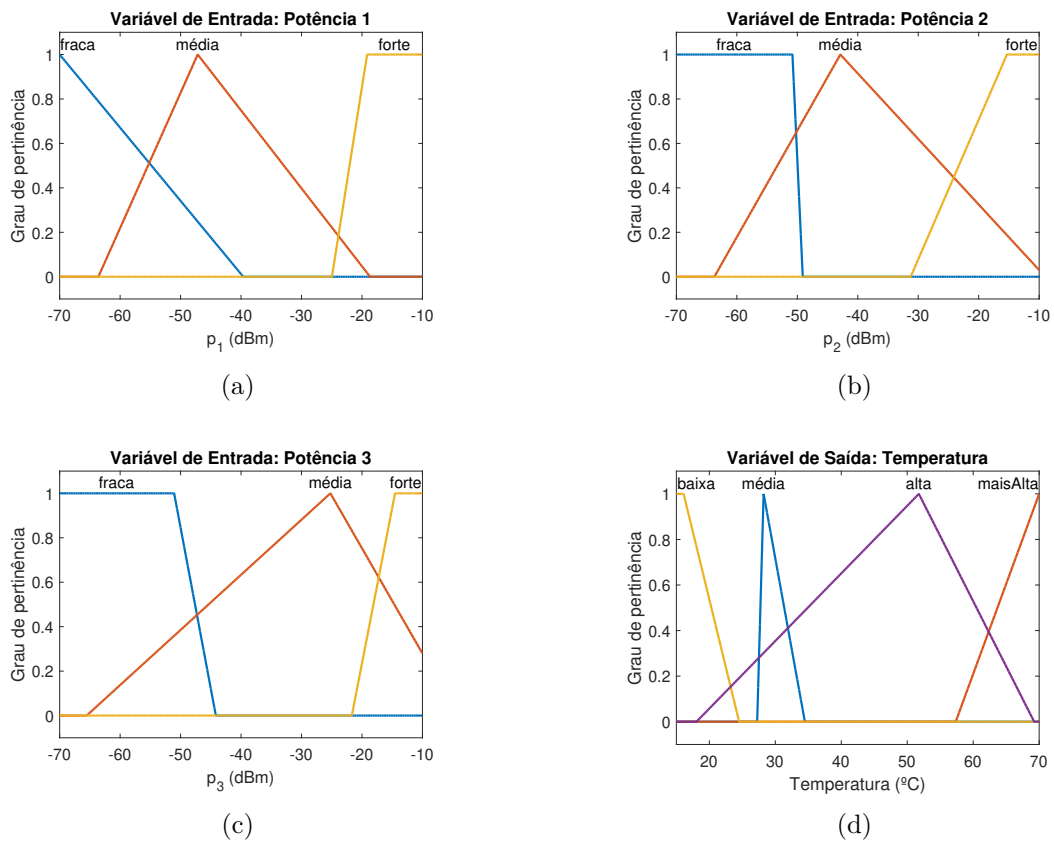 Variável de Entrada: Potência 1
fraca média forte
Grau de pertinência
1
0.8
0.6
0.4
0.2
0
-70 -60 -50 -40 -30 -20 -10
p1 (dBm)
(a)
Variável de Entrada: Potência 2
fraca média forte
Grau de pertinência
1
0.8
0.6
0.4
0.2
0
-70 -60 -50 -40 -30 -20 -10
p2 (dBm)
(b)
Variável de Entrada: Potência 3
fraca média forte
Grau de pertinência
1
0.8
0.6
0.4
0.2
0
-70 -60 -50 -40 -30 -20 -10
p3 (dBm)
(c)
Variável de Saída: Temperatura
baixa média alta maisAlta
Grau de pertinência
1
0.8
0.6
0.4
0.2
0
20 30 40 50 60 70
Temperatura (ºC)
(d)